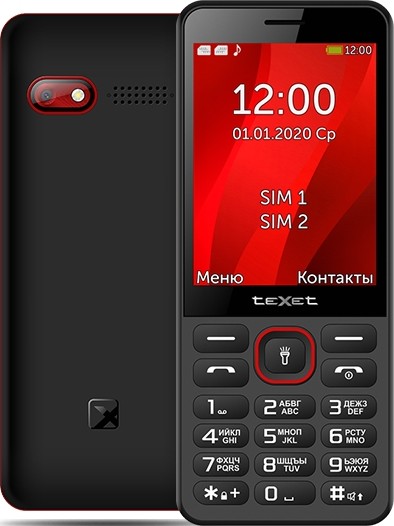 12:00
12:00
01.01.2020 Ср
SIM 1
SIM 2
Меню Контакты
teXet
1 2 АБВГ ABC 3 ДЕЖЗ DEF
4 ИЙКЛ GHI 5 МНОП JKL 6 РСТУ MNO
7 ФХЦЧ PQRS 8 ШЩЪЫ TUV 9 ЬЭЮЯ WXYZ
* + 0 #